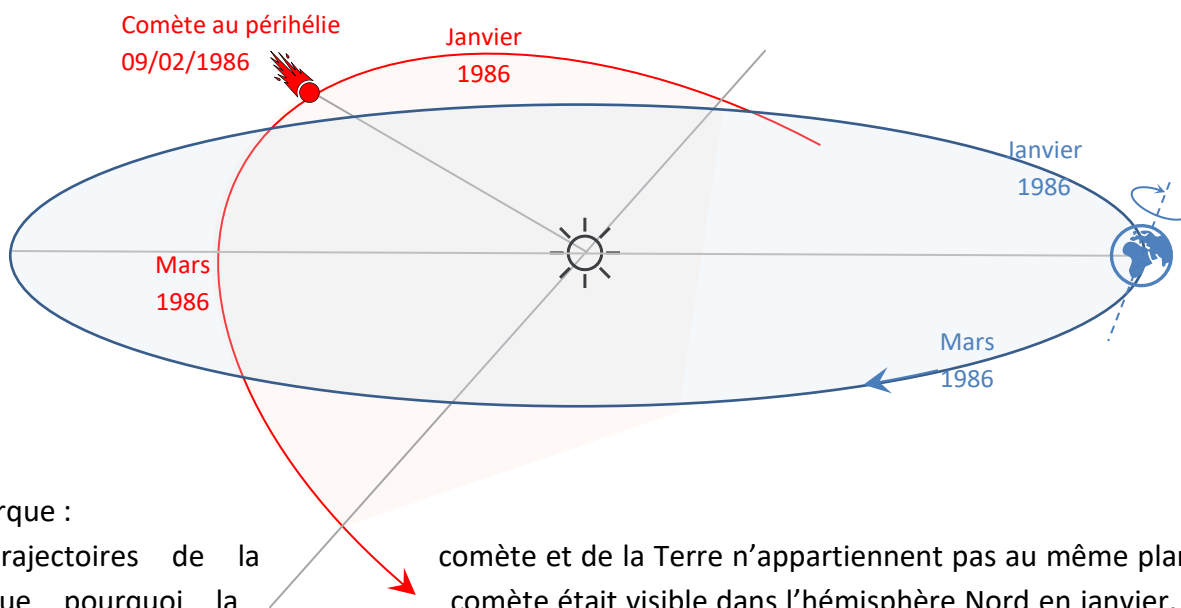 Comète au périhélie
09/02/1986
Janvier
1986
Janvier
1986
Mars
1986
Mars
1986
rque :
rajectoires de la comète et de la Terre n’appartiennent pas au même plan
ue pourquoi la comète était visible dans l’hémisphère Nord en janvier.